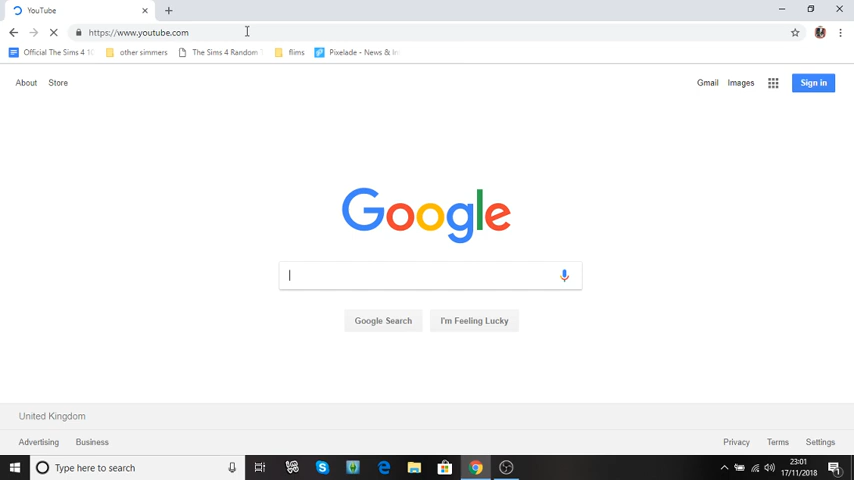 YouTube
https://www.youtube.com
Official The Sims 4 10
other simmers
The Sims 4 Random T
flims
Pixelade - News & In
About Store
Gmail Images Sign in
Google
Google Search I'm Feeling Lucky
United Kingdom
Advertising Business
Privacy Terms Settings
Type here to search
23:01
17/11/2018